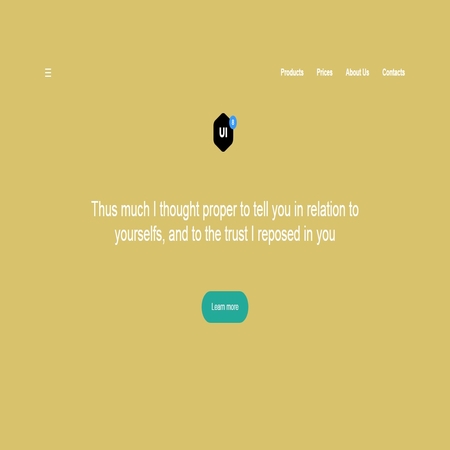 Products Prices About Us Contacts
UI
Thus much I thought proper to tell you in relation to
yourselfs, and to the trust I reposed in you
Learn more